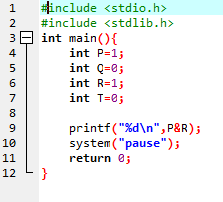 1 #include <stdio.h>
2 #include <stdlib.h>
3 int main(){
4 int P=1;
5 int Q=0;
6 int R=1;
7 int T=0;
8
9 printf("%d\n",P&R);
10 system("pause");
11 return 0;
12 }